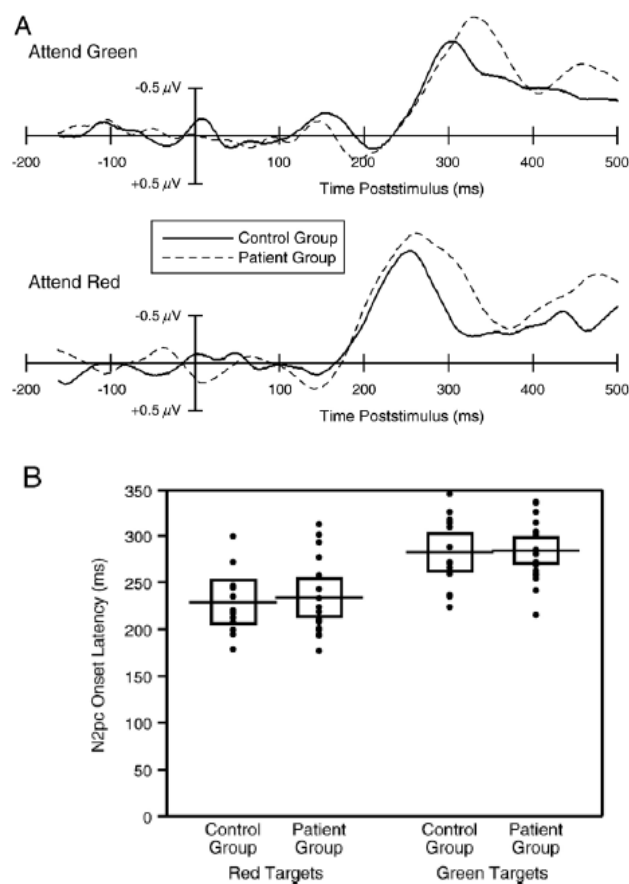 A
Attend Green
-0.5 µV
-200 -100 100 200 300 400 500
+0.5 µV
Time Poststimulus (ms)
Control Group
Patient Group
Attend Red
-0.5 µV
-200 -100 100 200 300 400 500
+0.5 µV
Time Poststimulus (ms)
B
N2pc Onset Latency (ms)
350
300
250
200
150
100
50
0
Control Group Patient Group Control Group Patient Group
Red Targets Green Targets